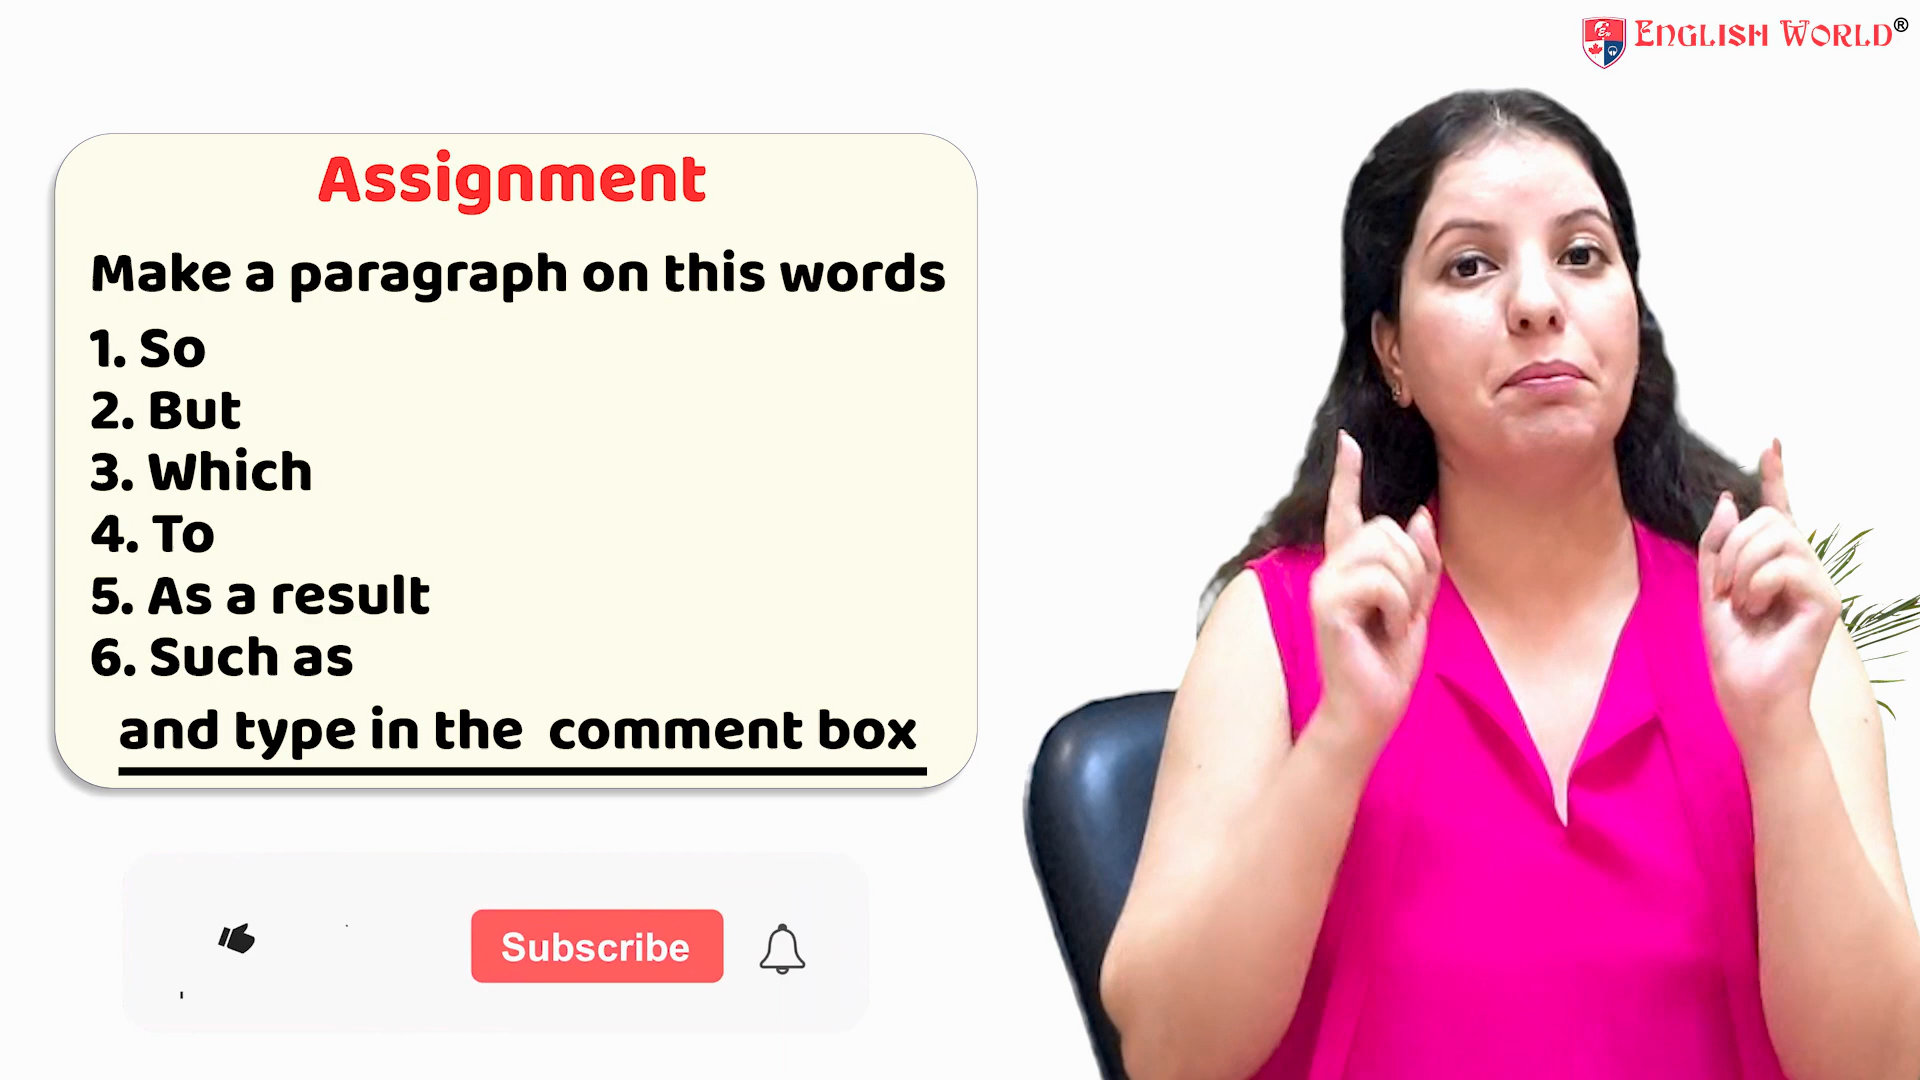 English World®
Assignment
Make a paragraph on this words
1. So
2. But
3. Which
4. To
5. As a result
6. Such as
and type in the comment box
Subscribe